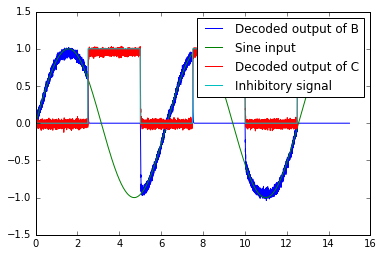 1.5
1.0
0.5
0.0
−0.5
−1.0
−1.5
Decoded output of B
Sine input
Decoded output of C
Inhibitory signal
0 2 4 6 8 10 12 14 16